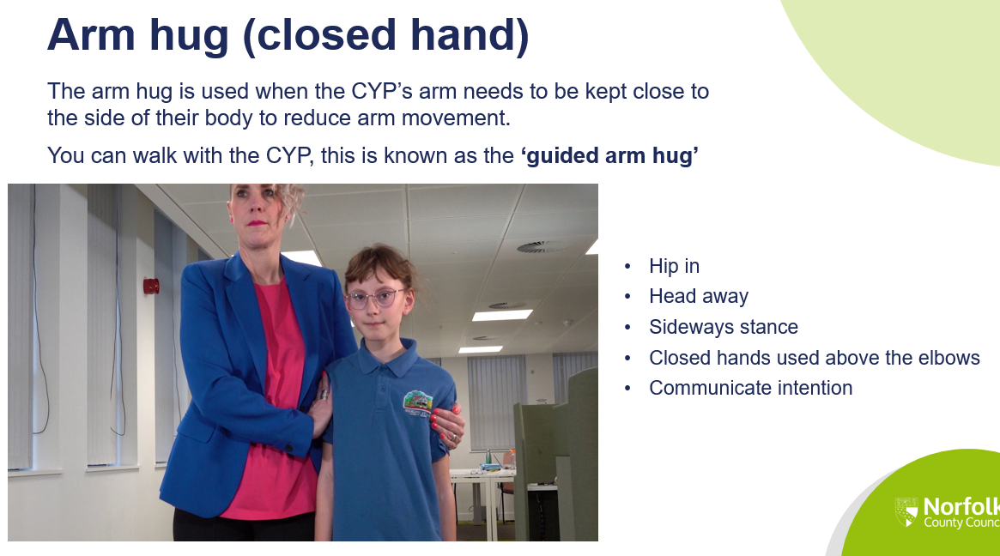 Arm hug (closed hand)
The arm hug is used when the CYP’s arm needs to be kept close to
the side of their body to reduce arm movement.
You can walk with the CYP, this is known as the ‘guided arm hug’
• Hip in
• Head away
• Sideways stance
• Closed hands used above the elbows
• Communicate intention
Norfolk
County Counc